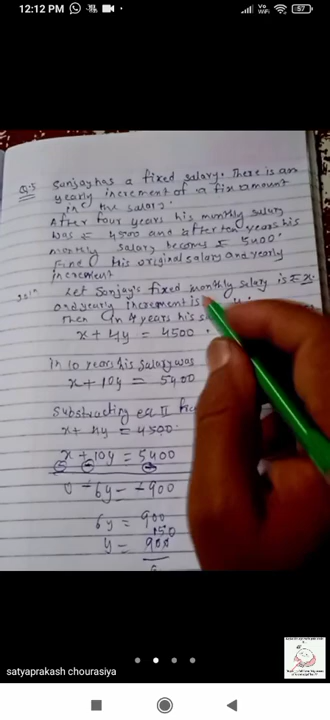 12:12 PM
Vo
WiFi
57
Q.5 Sanjay has a fixed salary. There is an
yearly increment of a fix amount
in the salary.
After four years his monthly salary
was ₹ 4500 and after ten years his
monthly salary becomes ₹ 5400.
Find his original salary and yearly
increment
Let Sanjay's fixed monthly salary is ₹ x.
and yearly increment is
Then in 4 years his s
x + 4y = 4500
in 10 years his salary was
x + 10y = 5400
Substracting eq II
x + 4y = 4500
x + 10y = 5400
- - -
0 - 6y = -900
6y = 900
150
y = 900
satyaprakash chourasiya